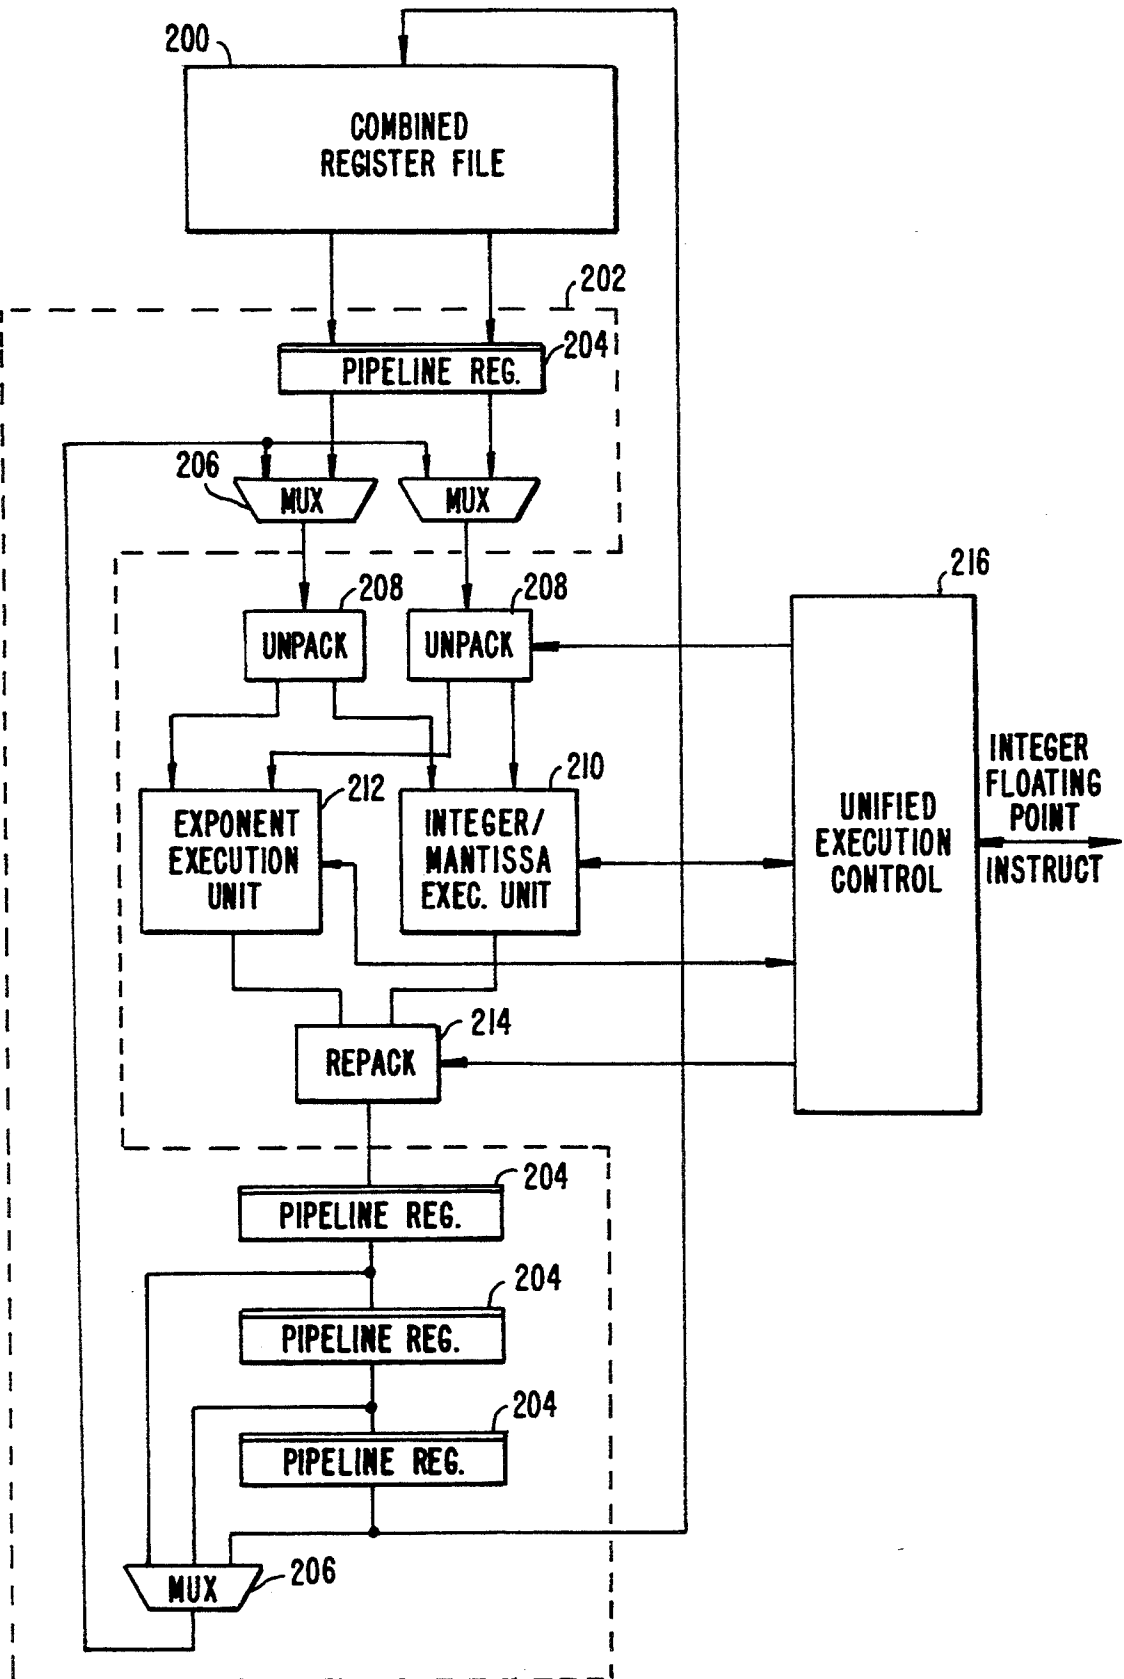 200
COMBINED
REGISTER FILE
202
204
PIPELINE REG.
206
MUX
MUX
208
208
216
UNPACK
UNPACK
212
210
EXPONENT
EXECUTION
UNIT
INTEGER/
MANTISSA
EXEC. UNIT
UNIFIED
EXECUTION
CONTROL
INTEGER
FLOATING
POINT
INSTRUCT
214
REPACK
204
PIPELINE REG.
204
PIPELINE REG.
204
PIPELINE REG.
MUX
206